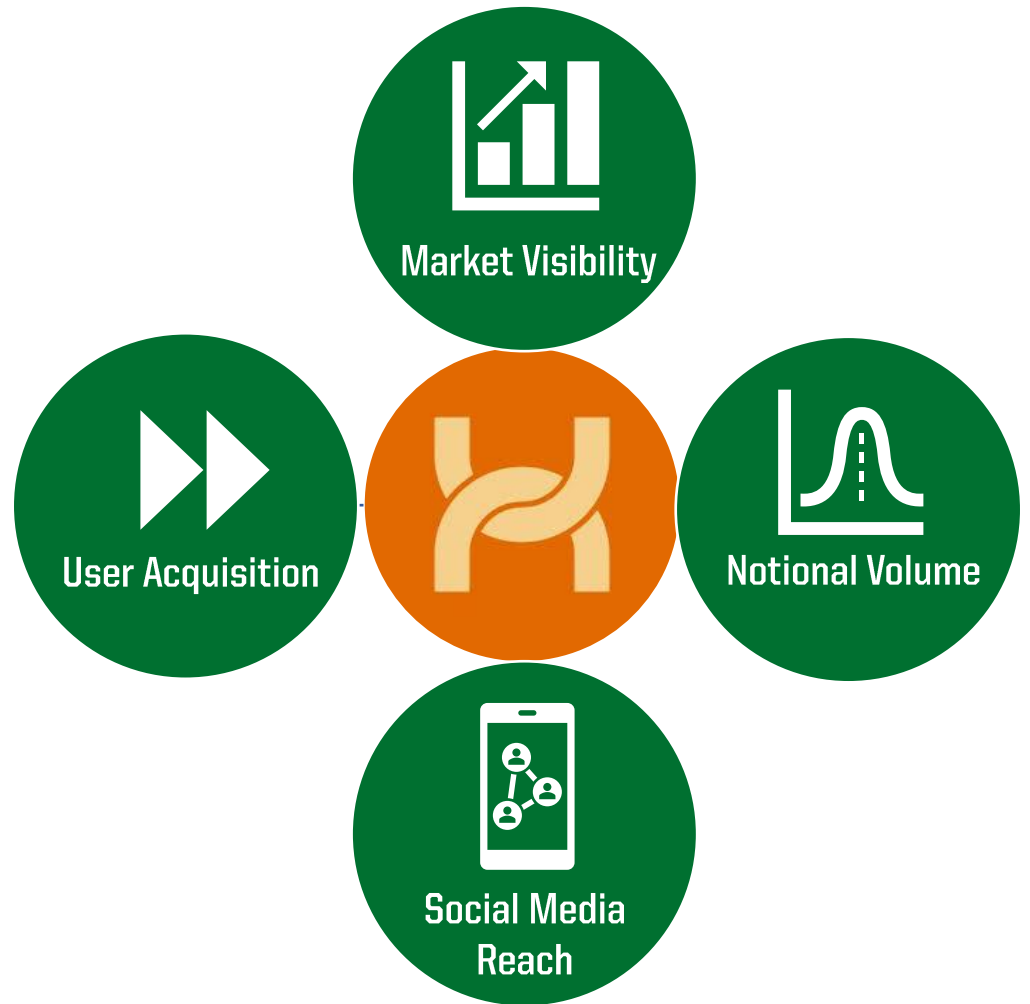 Market Visibility
User Acquisition
Notional Volume
Social Media
Reach